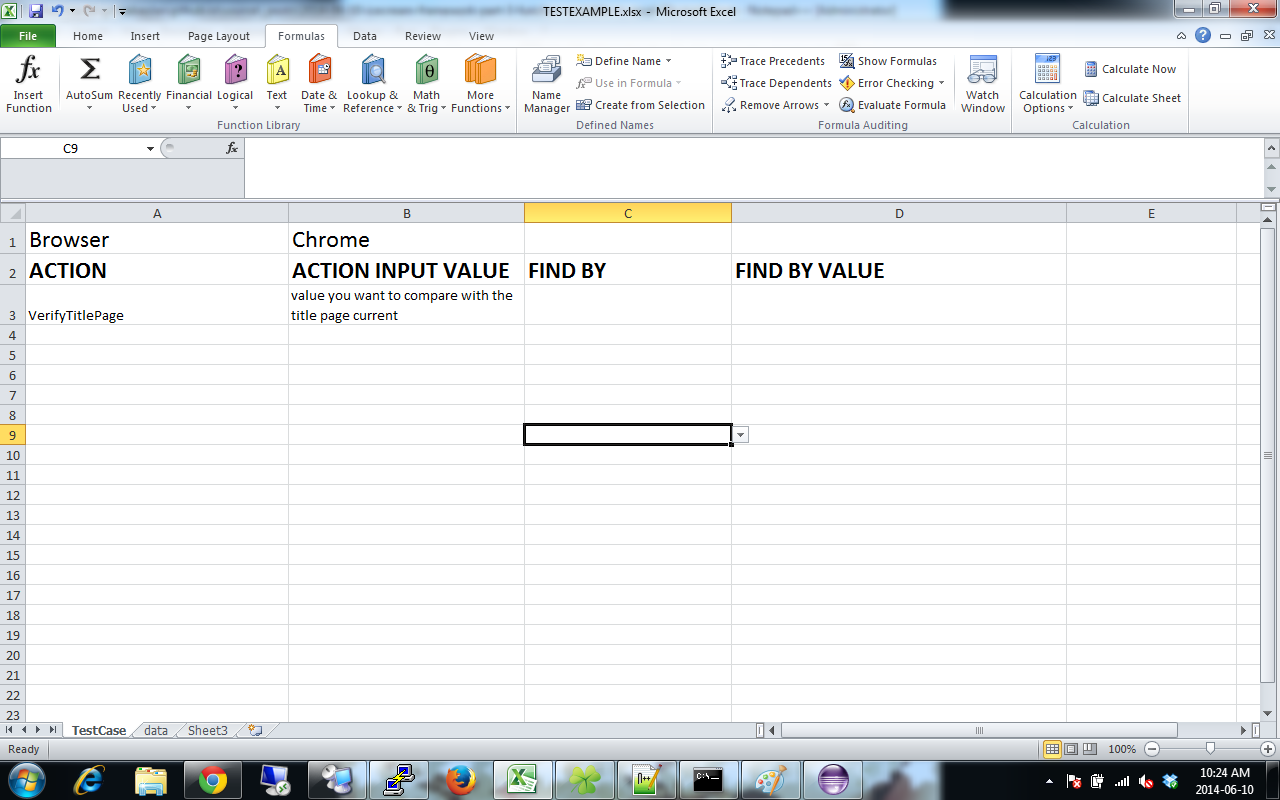 TESTEXAMPLE.xlsx - Microsoft Excel
File Home Insert Page Layout Formulas Data Review View
Insert Function
AutoSum
Recently Used
Financial
Logical
Text
Date & Time
Lookup & Reference
Math & Trig
More Functions
Function Library
Name Manager
Define Name
Use in Formula
Create from Selection
Defined Names
Trace Precedents
Trace Dependents
Remove Arrows
Show Formulas
Error Checking
Evaluate Formula
Formula Auditing
Watch Window
Calculation Options
Calculate Now
Calculate Sheet
Calculation
C9 fx
A B C D E
1 Browser Chrome
2 ACTION ACTION INPUT VALUE FIND BY FIND BY VALUE
value you want to compare with the
3 VerifyTitlePage title page current
4
5
6
7
8
9
10
11
12
13
14
15
16
17
18
19
20
21
22
23
TestCase data Sheet3
Ready 100%
10:24 AM
2014-06-10